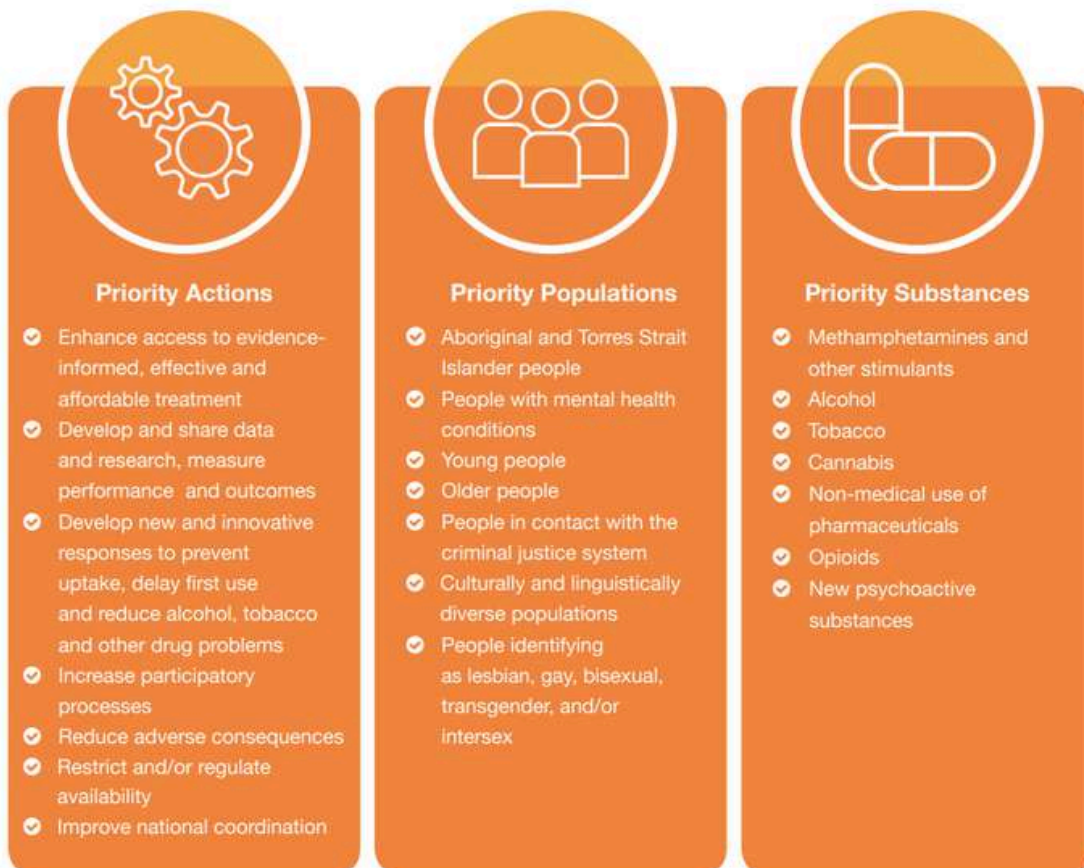 Priority Actions
Enhance access to evidence-
informed, effective and
affordable treatment
Develop and share data
and research, measure
performance and outcomes
Develop new and innovative
responses to prevent
uptake, delay first use
and reduce alcohol, tobacco
and other drug problems
Increase participatory
processes
Reduce adverse consequences
Restrict and/or regulate
availability
Improve national coordination
Priority Populations
Aboriginal and Torres Strait
Islander people
People with mental health
conditions
Young people
Older people
People in contact with the
criminal justice system
Culturally and linguistically
diverse populations
People identifying
as lesbian, gay, bisexual,
transgender, and/or
intersex
Priority Substances
Methamphetamines and
other stimulants
Alcohol
Tobacco
Cannabis
Non-medical use of
pharmaceuticals
Opioids
New psychoactive
substances